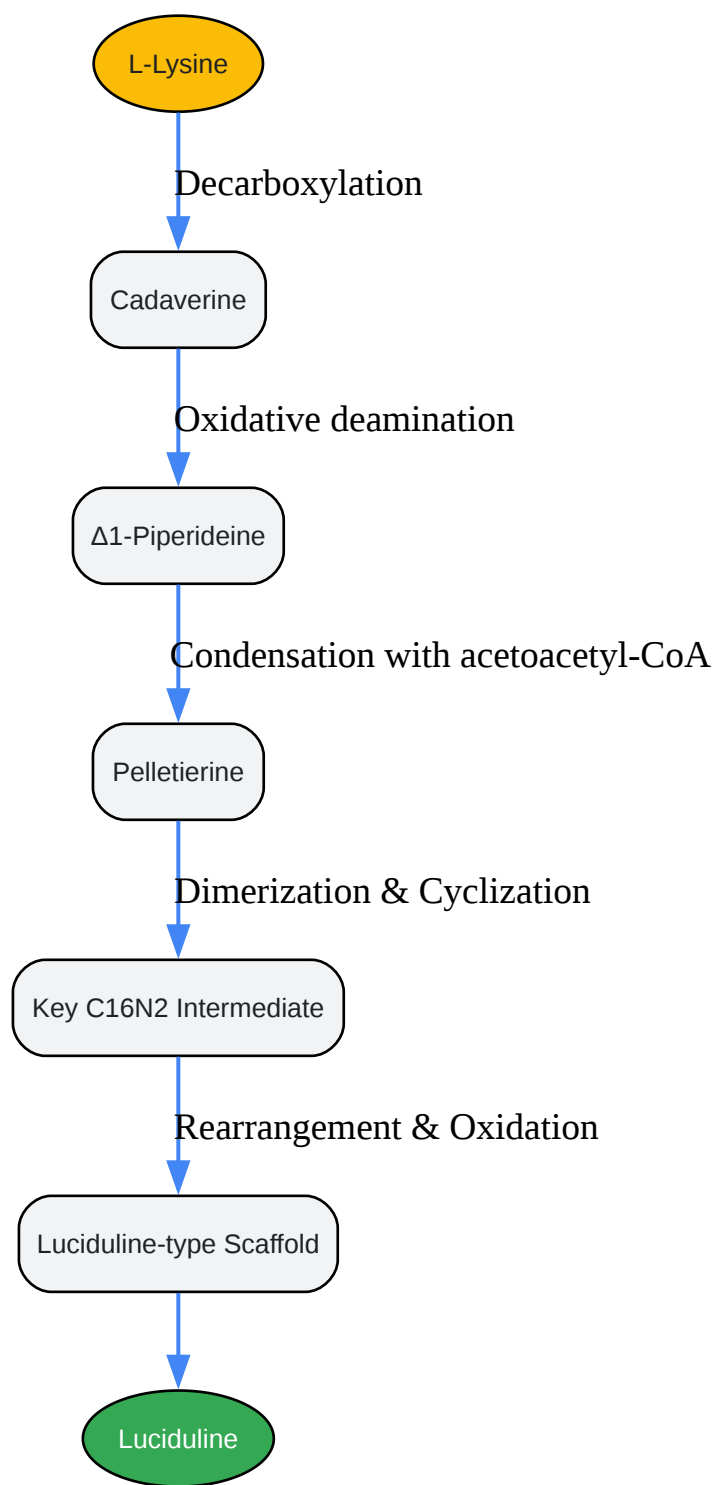 L-Lysine
Decarboxylation
Cadaverine
Oxidative deamination
Δ1-Piperideine
Condensation with acetoacetyl-CoA
Pelletierine
Dimerization & Cyclization
Key C16N2 Intermediate
Rearrangement & Oxidation
Luciduline-type Scaffold
Luciduline